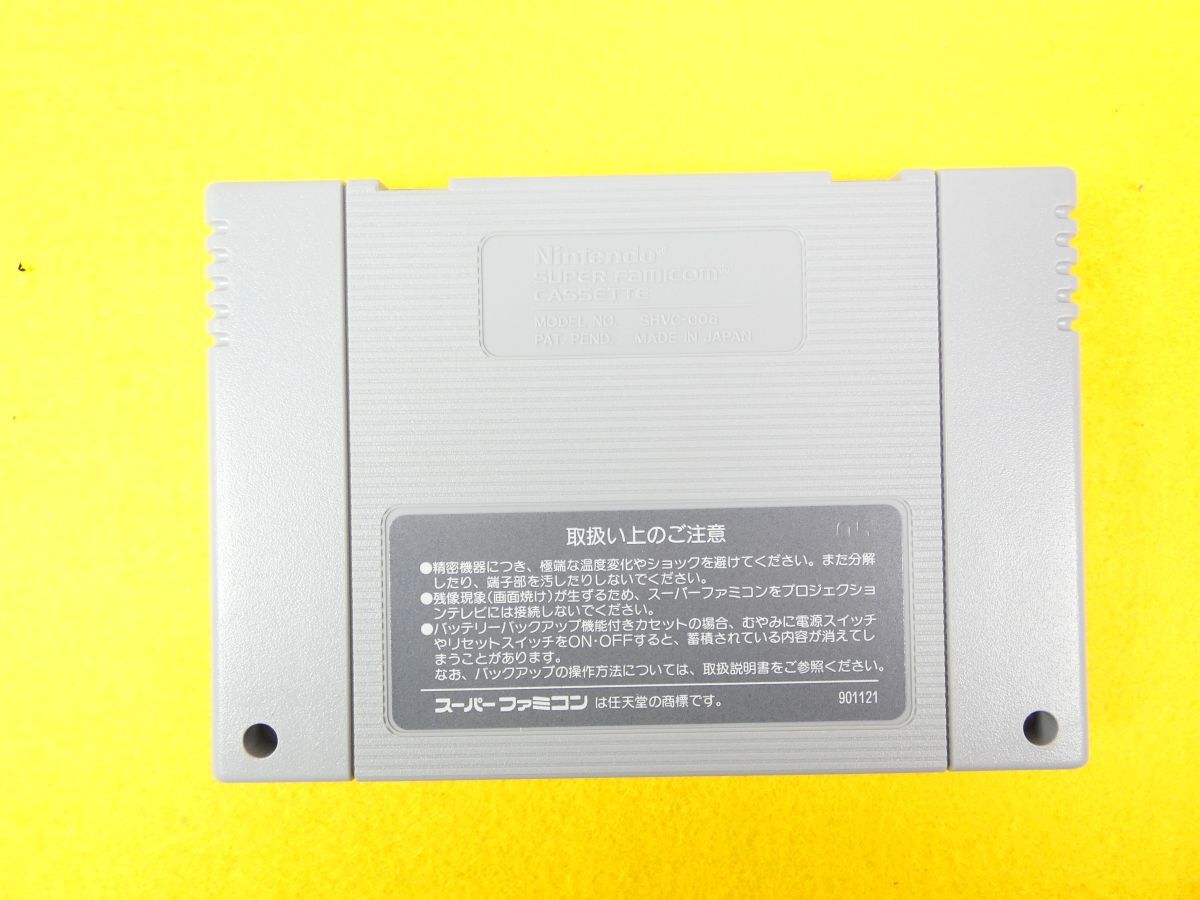 Nintendo®
SUPER FAMICOM®
CASSETTE
MODEL NO. SHVC-006
PAT. PEND. MADE IN JAPAN
取扱い上のご注意
●精密機器につき、極端な温度変化やショックを避けてください。また分解
したり、端子部を汚したりしないでください。
●残像現象(画面焼け)が生ずるため、スーパーファミコンをプロジェクショ
ンテレビには接続しないでください。
●バッテリーバックアップ機能付きカセットの場合、むやみに電源スイッチ
やリセットスイッチをON・OFFすると、蓄積されている内容が消えてし
まうことがあります。
なお、バックアップの操作方法については、取扱説明書をご参照ください。
スーパーファミコンは任天堂の商標です。 901121